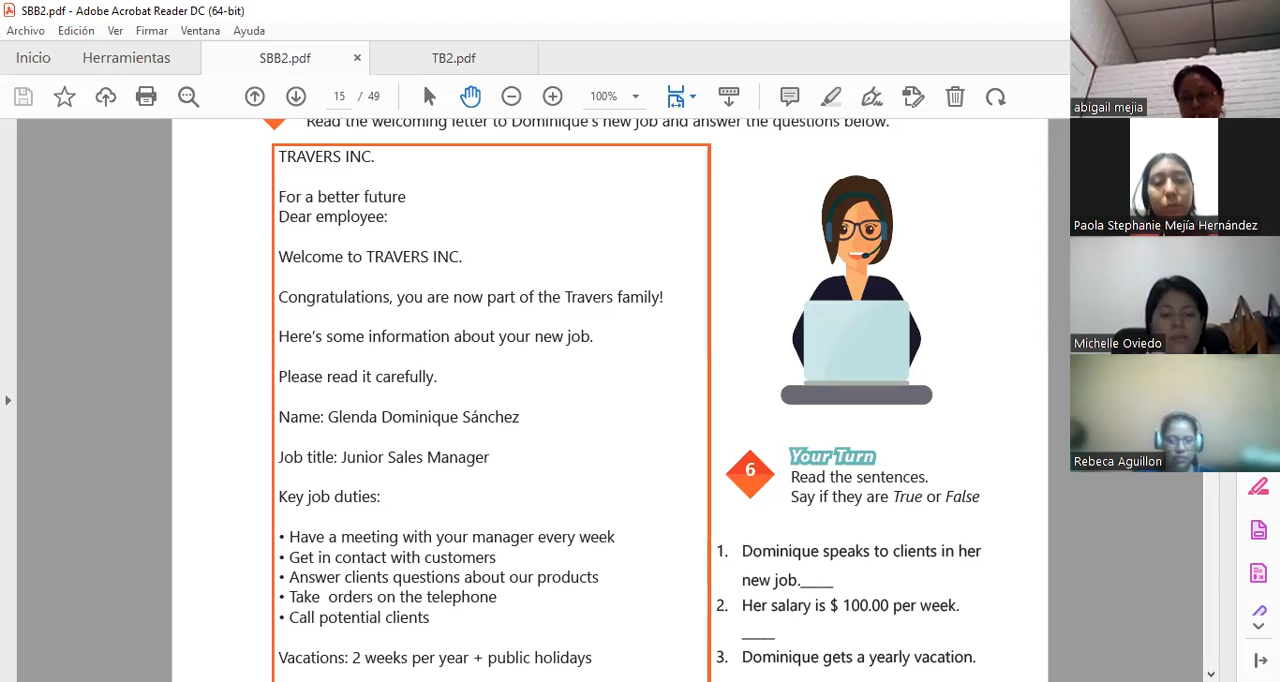 SBB2.pdf - Adobe Acrobat Reader DC (64-bit)
Archivo Edición Ver Firmar Ventana Ayuda
Inicio Herramientas SBB2.pdf × TB2.pdf
15 / 49 100%
Read the welcoming letter to Dominique's new job and answer the questions below.
TRAVERS INC.
For a better future
Dear employee:
Welcome to TRAVERS INC.
Congratulations, you are now part of the Travers family!
Here's some information about your new job.
Please read it carefully.
Name: Glenda Dominique Sánchez
Job title: Junior Sales Manager
Key job duties:
• Have a meeting with your manager every week
• Get in contact with customers
• Answer clients questions about our products
• Take orders on the telephone
• Call potential clients
Vacations: 2 weeks per year + public holidays
6 Your Turn
Read the sentences.
Say if they are True or False
1. Dominique speaks to clients in her
new job.____
2. Her salary is $ 100.00 per week.
____
3. Dominique gets a yearly vacation.
abigail mejia
Paola Stephanie Mejía Hernández
Michelle Oviedo
Rebeca Aguillon